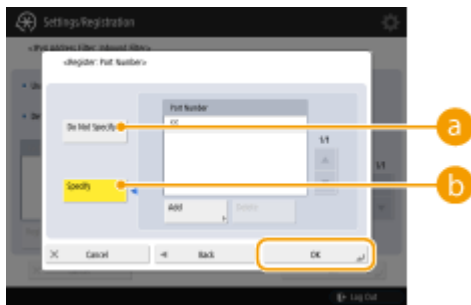 Settings/Registration
<IPv4 Address Filter: Inbound Filter>
<Register: Port Number>
Do Not Specify
a
Port Number
1/1
1/1
Specify
b
Add
Delete
Cancel
Back
OK
Log Out